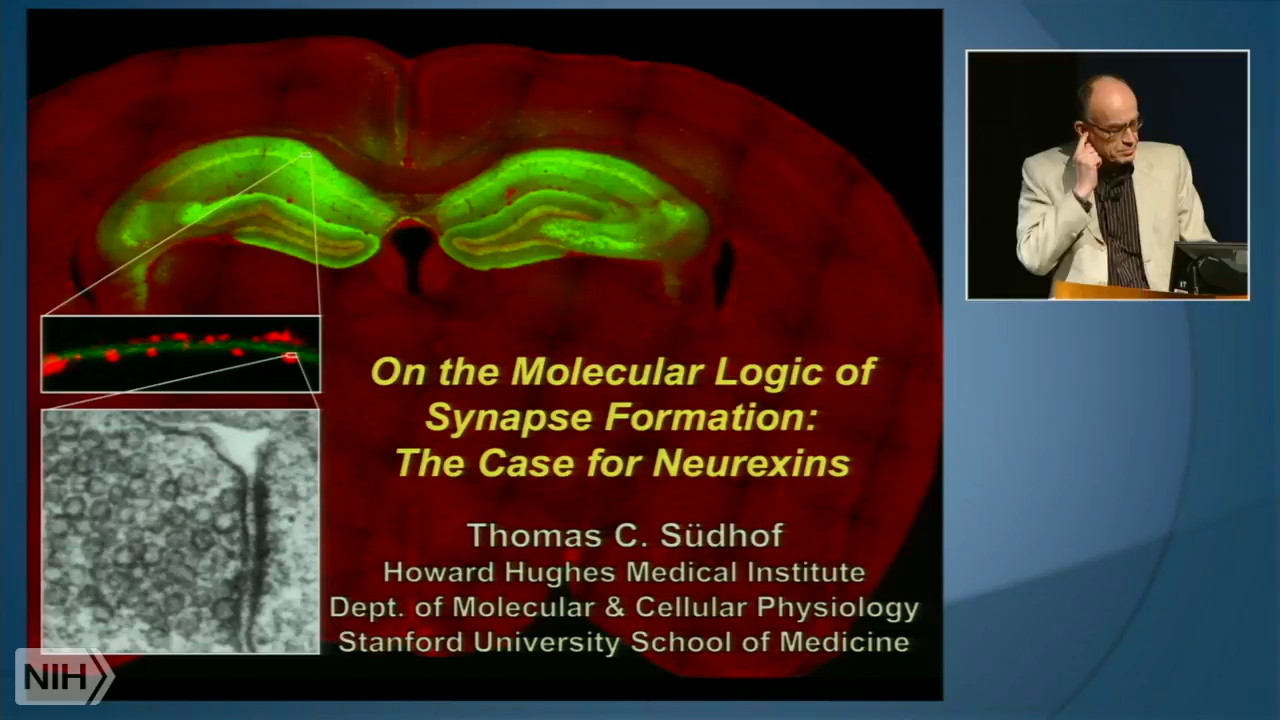 On the Molecular Logic of
Synapse Formation:
The Case for Neurexins
Thomas C. Südhof
Howard Hughes Medical Institute
Dept. of Molecular & Cellular Physiology
Stanford University School of Medicine
NIH